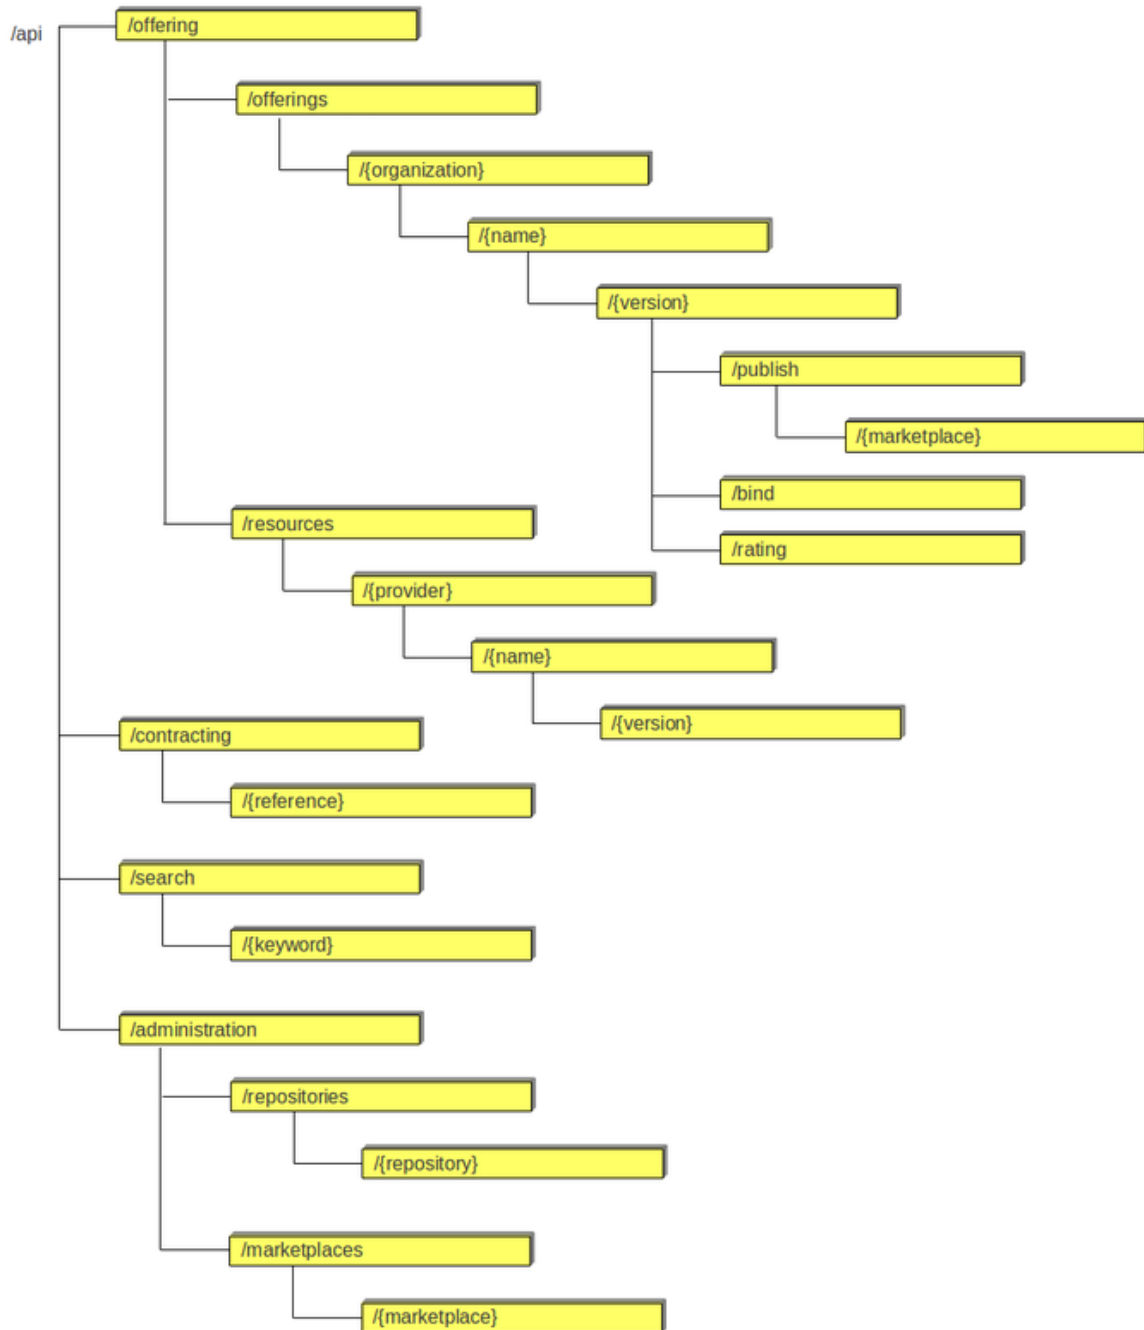 /api
/offering
/offerings
/{organization}
/{name}
/{version}
/publish
/{marketplace}
/bind
/rating
/resources
/{provider}
/{name}
/{version}
/contracting
/{reference}
/search
/{keyword}
/administration
/repositories
/{repository}
/marketplaces
/{marketplace}